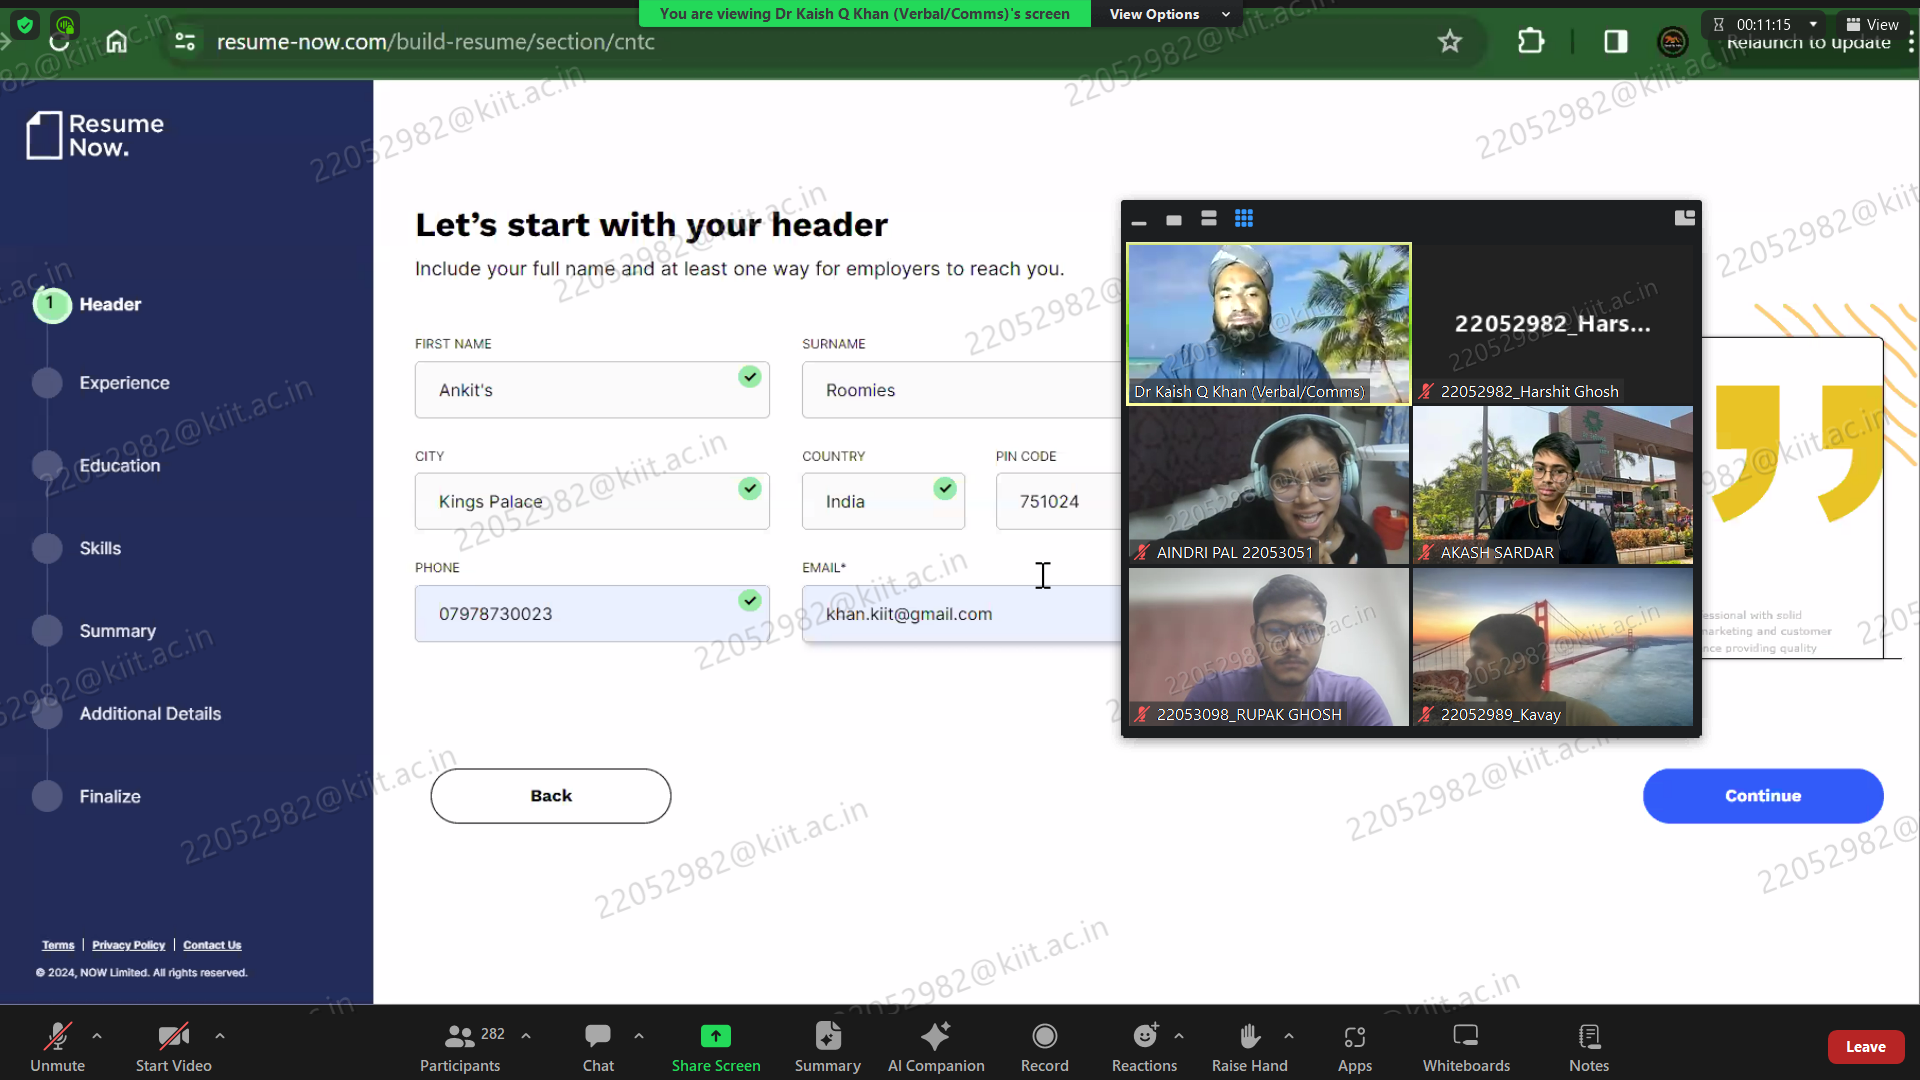 You are viewing Dr Kaish Q Khan (Verbal/Comms)'s screen
View Options
00:11:15
View
resume-now.com/build-resume/section/cntc
Relaunch to update
Resume
Now.
Let's start with your header
Include your full name and at least one way for employers to reach you.
1
Header
Experience
Education
Skills
Summary
Additional Details
Finalize
FIRST NAME
SURNAME
Ankit's
Roomies
CITY
COUNTRY
PIN CODE
Kings Palace
India
751024
PHONE
EMAIL*
07978730023
khan.kiit@gmail.com
Dr Kaish Q Khan (Verbal/Comms)
22052982_Hars...
22052982_Harshit Ghosh
AINDRI PAL 22053051
AKASH SARDAR
22053098_RUPAK GHOSH
22052989_Kavay
essional with solid
marketing and customer
nce providing quality
Back
Continue
Terms | Privacy Policy | Contact Us
© 2024, NOW Limited. All rights reserved.
22052982@kiit.ac.in
Unmute
Start Video
282
Participants
Chat
Share Screen
Summary
AI Companion
Record
Reactions
Raise Hand
Apps
Whiteboards
Notes
Leave